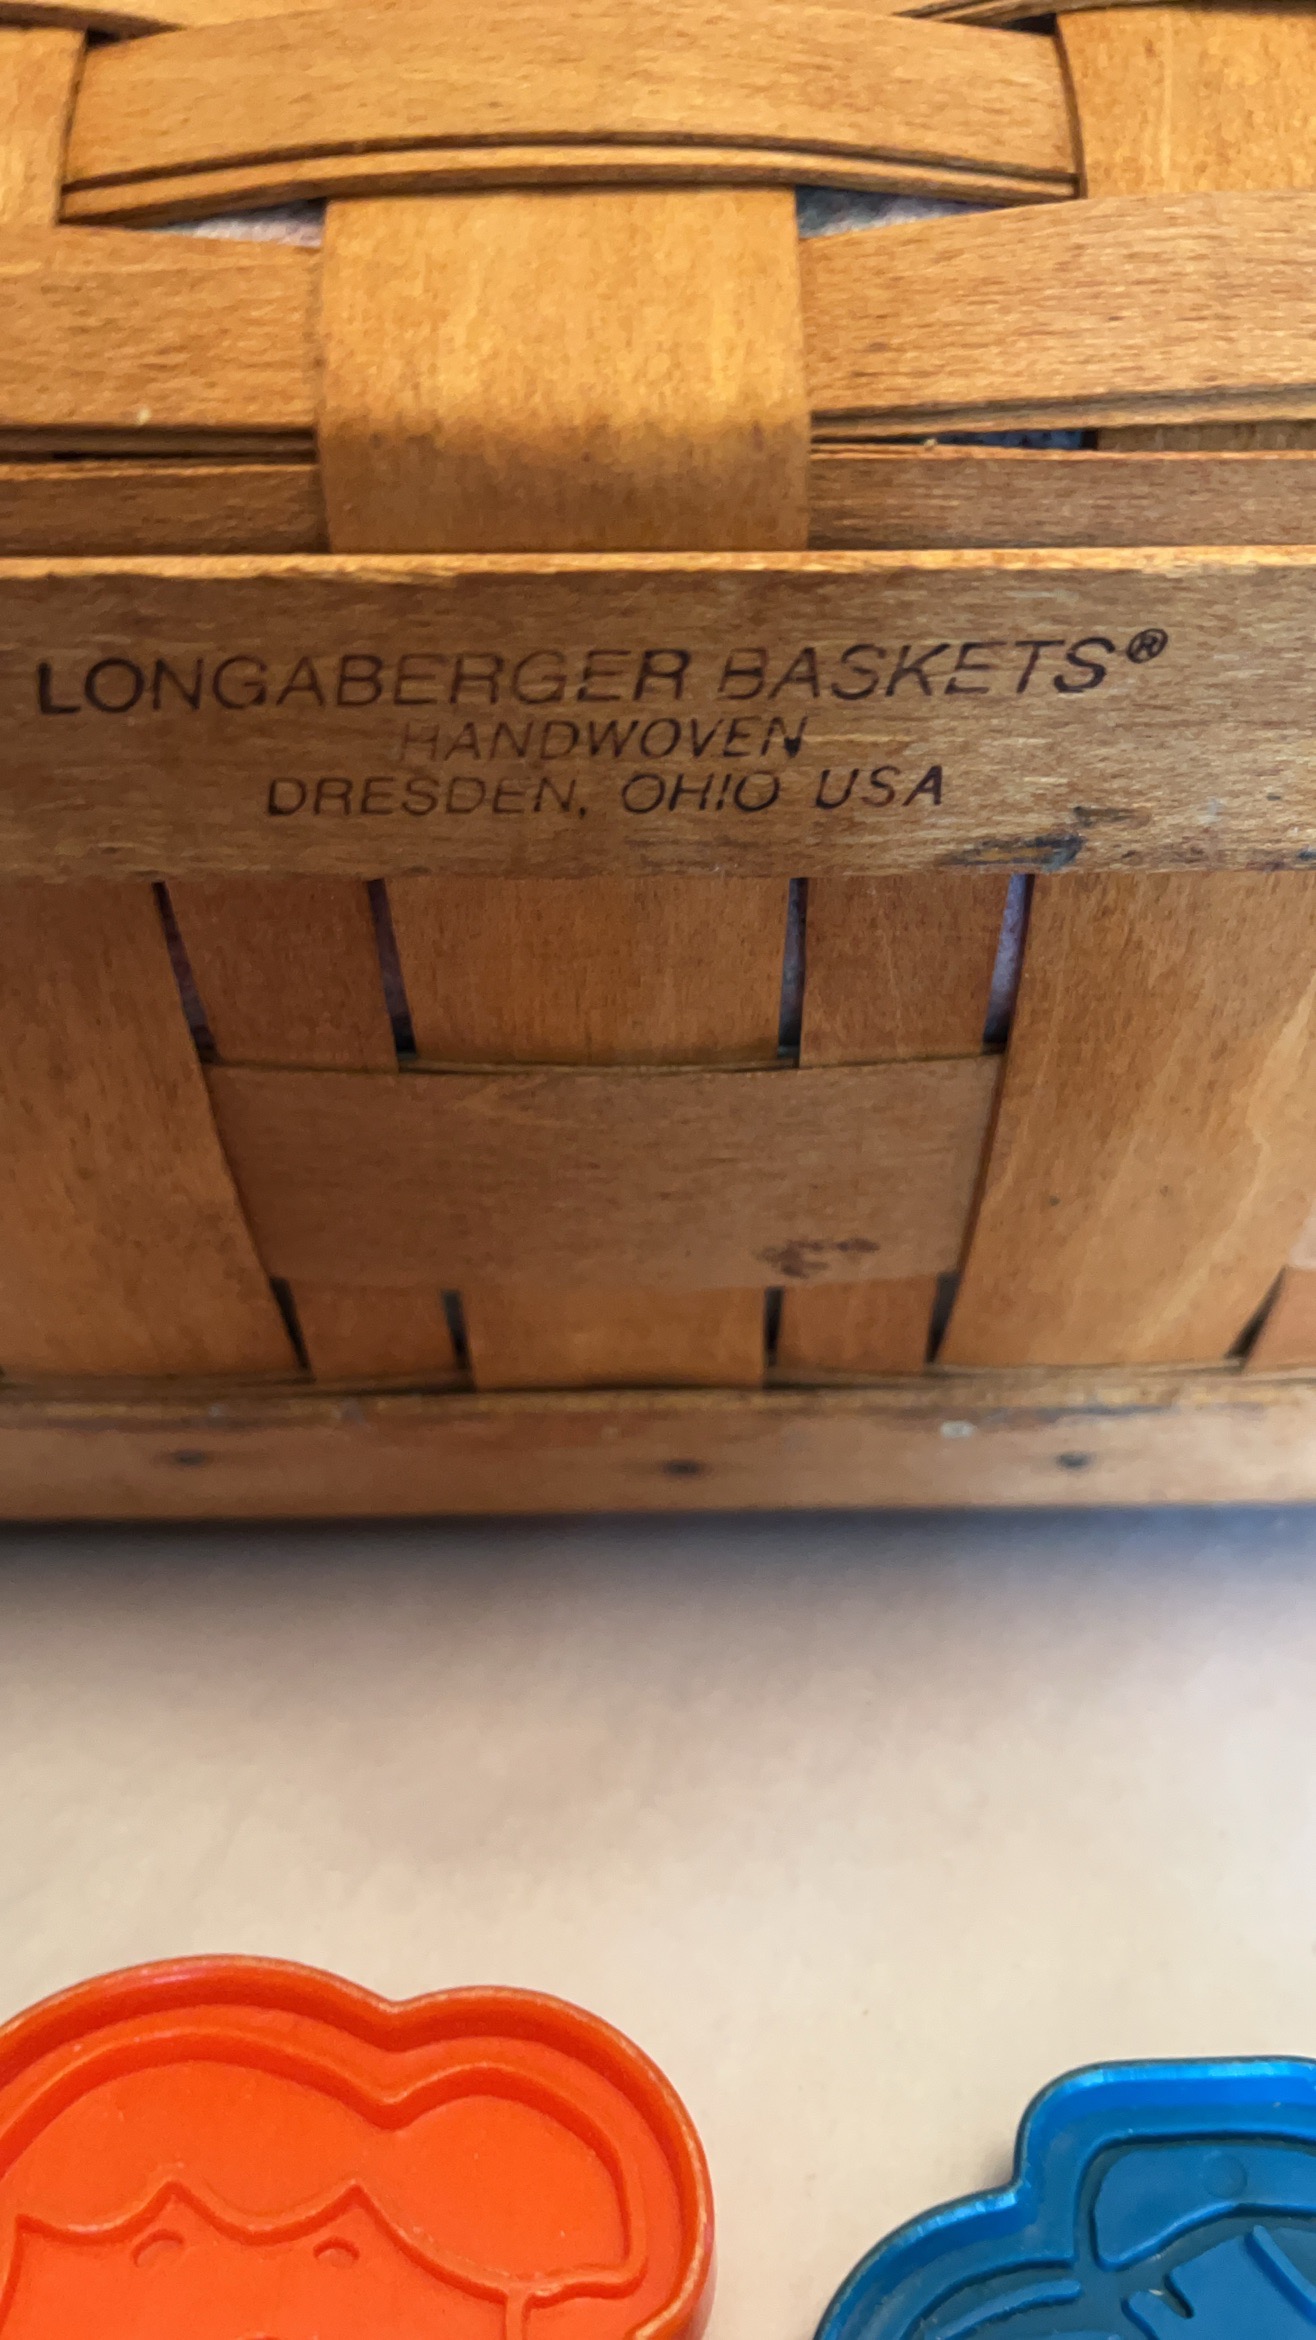 LONGABERGER BASKETS®
HANDWOVEN
DRESDEN, OHIO USA